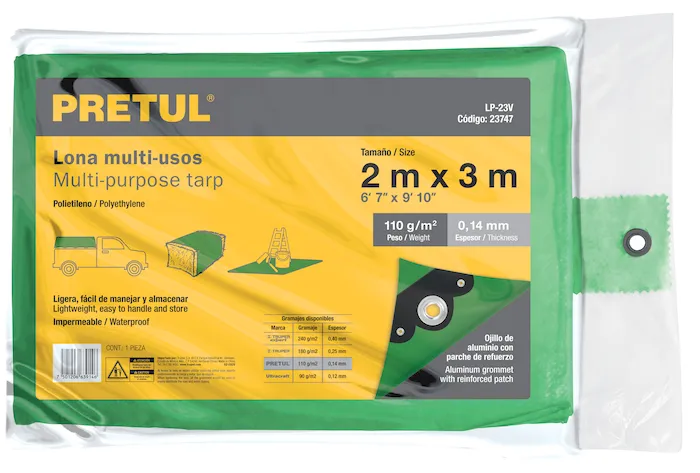 PRETUL®
LP-23V
Código: 23747
Lona multi-usos
Multi-purpose tarp
Polietileno / Polyethylene
Tamaño / Size
2 m x 3 m
6' 7" x 9' 10"
110 g/m²
Peso / Weight
0,14 mm
Espesor / Thickness
Ligera, fácil de manejar y almacenar
Lightweight, easy to handle and store
Impermeable / Waterproof
Gramajes disponibles
Marca Gramaje Espesor
TRUPER expert 240 g/m2 0,40 mm
TRUPER 180 g/m2 0,25 mm
PRETUL 110 g/m2 0,14 mm
90 g/m2 0,12 mm
Ojillo de
aluminio con
parche de refuerzo
Aluminum grommet
with reinforced patch
CONT.: 1 PIEZA